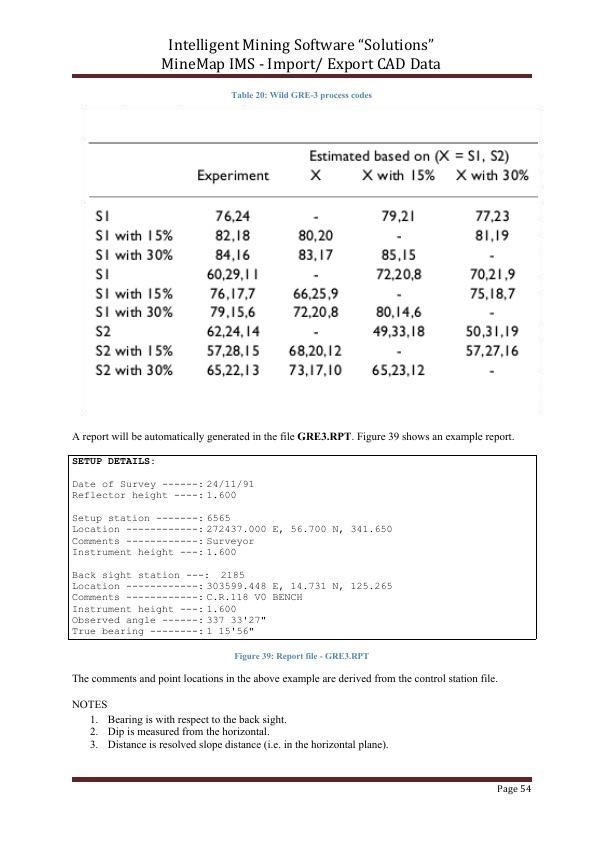 Intelligent Mining Software “Solutions”
MineMap IMS - Import/ Export CAD Data
Table 20: Wild GRE-3 process codes
Estimated based on (X = S1, S2)
Experiment X X with 15% X with 30%
S1 76,24 - 79,21 77,23
S1 with 15% 82,18 80,20 - 81,19
S1 with 30% 84,16 83,17 85,15 -
S1 60,29,11 - 72,20,8 70,21,9
S1 with 15% 76,17,7 66,25,9 - 75,18,7
S1 with 30% 79,15,6 72,20,8 80,14,6 -
S2 62,24,14 - 49,33,18 50,31,19
S2 with 15% 57,28,15 68,20,12 - 57,27,16
S2 with 30% 65,22,13 73,17,10 65,23,12 -
A report will be automatically generated in the file GRE3.RPT. Figure 39 shows an example report.
SETUP DETAILS:
Date of Survey ------: 24/11/91
Reflector height ----: 1.600
Setup station -------: 6565
Location ------------: 272437.000 E, 56.700 N, 341.650
Comments ------------: Surveyor
Instrument height ---: 1.600
Back sight station ---: 2185
Location ------------: 303599.448 E, 14.731 N, 125.265
Comments ------------: C.R.118 V0 BENCH
Instrument height ---: 1.600
Observed angle ------: 337 33'27"
True bearing --------: 1 15'56"
Figure 39: Report file - GRE3.RPT
The comments and point locations in the above example are derived from the control station file.
NOTES
1. Bearing is with respect to the back sight.
2. Dip is measured from the horizontal.
3. Distance is resolved slope distance (i.e. in the horizontal plane).
Page 54